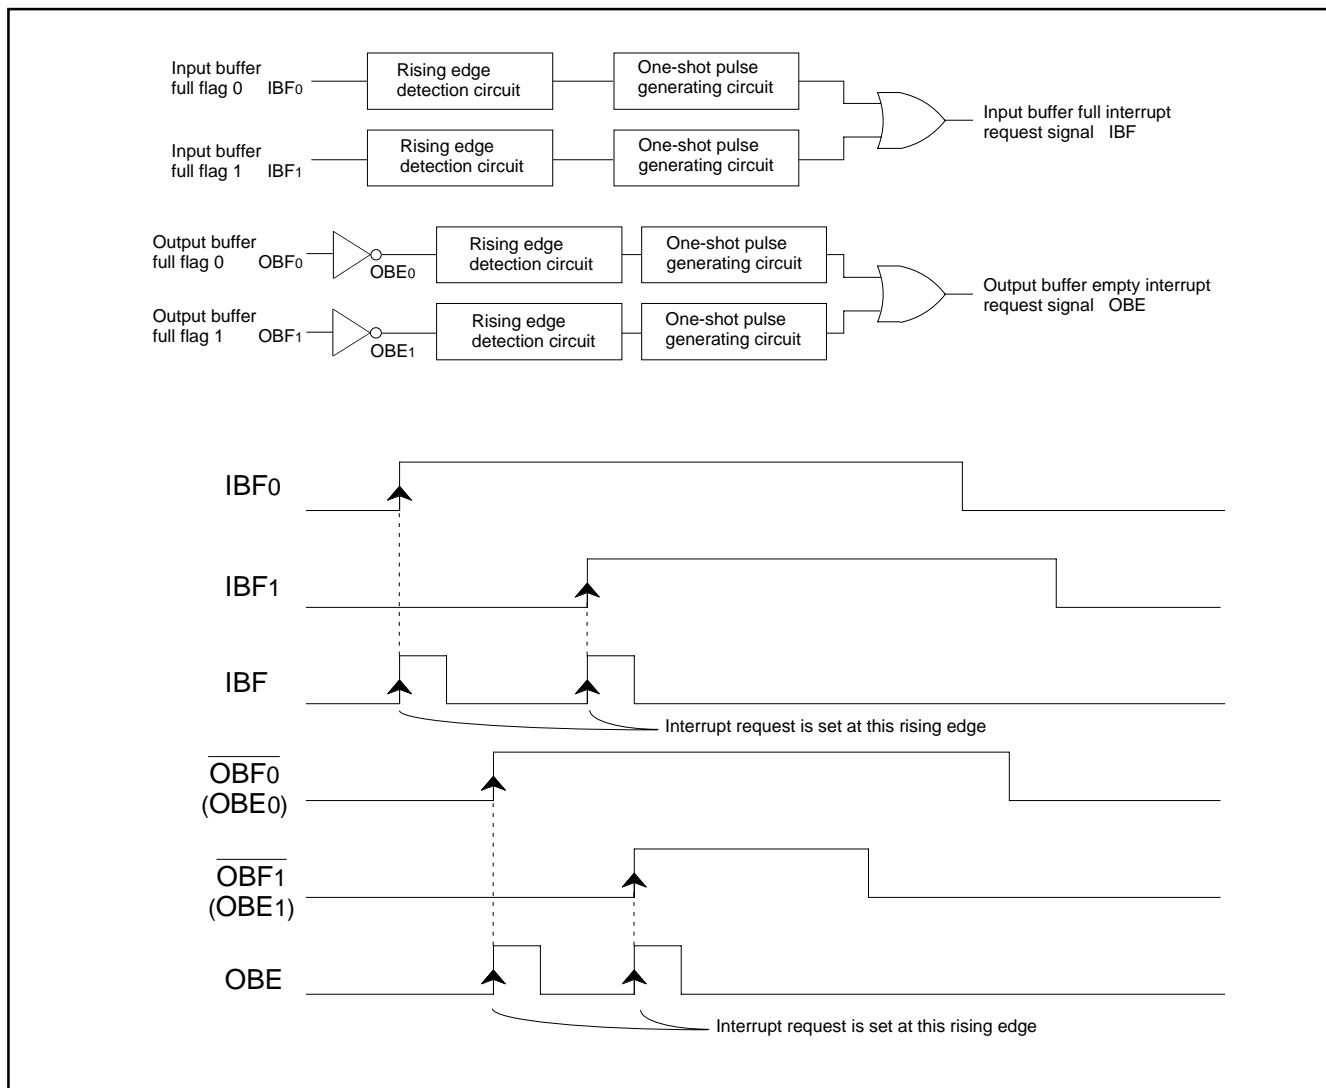 Input buffer
full flag 0 IBF0
Rising edge
detection circuit
One-shot pulse
generating circuit
Input buffer full interrupt
request signal IBF
Input buffer
full flag 1 IBF1
Rising edge
detection circuit
One-shot pulse
generating circuit
Output buffer
full flag 0 OBF0
OBE0
Rising edge
detection circuit
One-shot pulse
generating circuit
Output buffer empty interrupt
request signal OBE
Output buffer
full flag 1 OBF1
OBE1
Rising edge
detection circuit
One-shot pulse
generating circuit
IBF0
IBF1
IBF
Interrupt request is set at this rising edge
OBF0
(OBE0)
OBF1
(OBE1)
OBE
Interrupt request is set at this rising edge